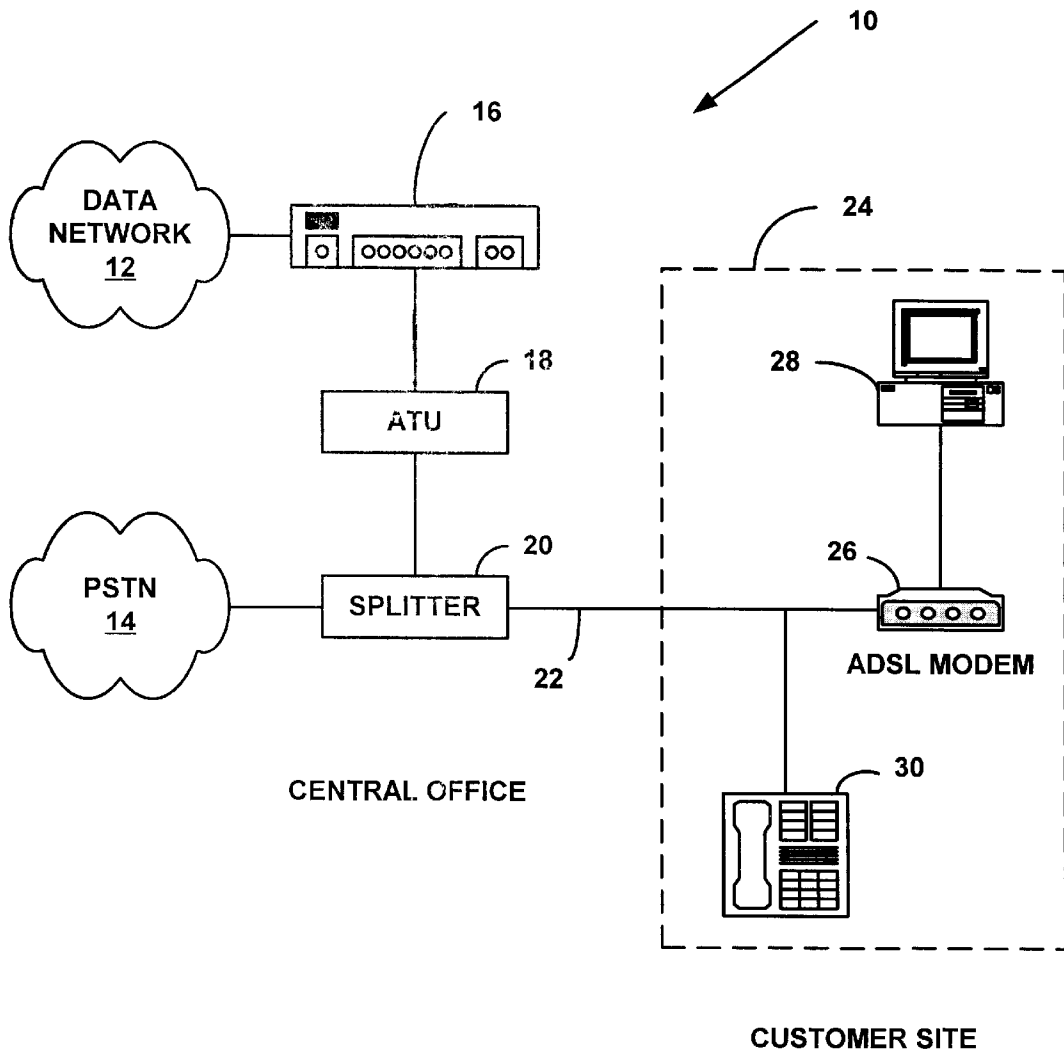 10
16
DATA
NETWORK
12
24
18
28
ATU
20
26
PSTN
14
SPLITTER
22
ADSL MODEM
30
CENTRAL OFFICE
CUSTOMER SITE